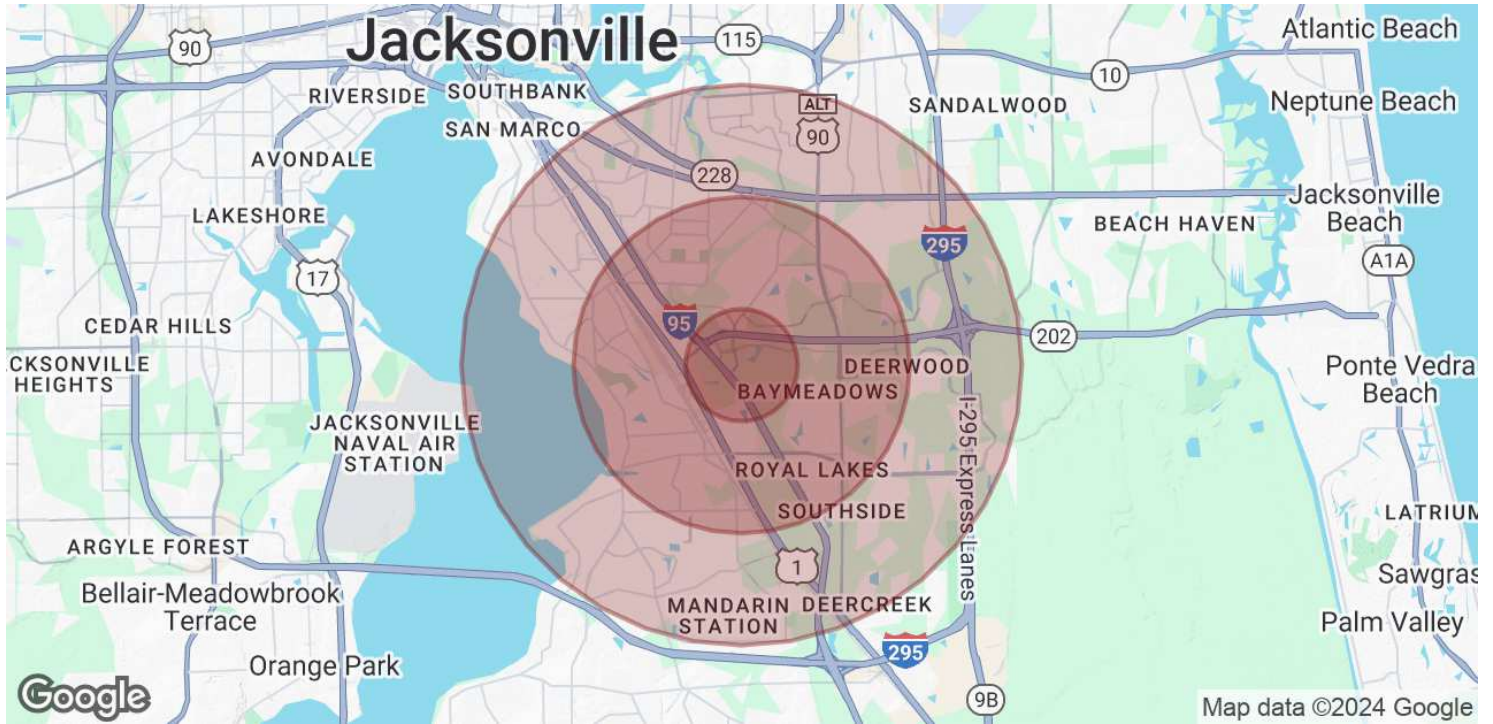 Jacksonville
90
115
Atlantic Beach
10
RIVERSIDE
SOUTHBANK
SANDALWOOD
Neptune Beach
ALT
90
SAN MARCO
AVONDALE
228
LAKESHORE
Jacksonville
Beach
BEACH HAVEN
295
A1A
17
95
CEDAR HILLS
202
CKSONVILLE
HEIGHTS
DEERWOOD
Ponte Vedra
Beach
BAYMEADOWS
JACKSONVILLE
NAVAL AIR
STATION
I-295 Express Lanes
ROYAL LAKES
SOUTHSIDE
LATRIUM
ARGYLE FOREST
1
Sawgras
Bellair-Meadowbrook
Terrace
MANDARIN
STATION
DEERCREEK
Palm Valley
295
Orange Park
Google
9B
Map data ©2024 Google